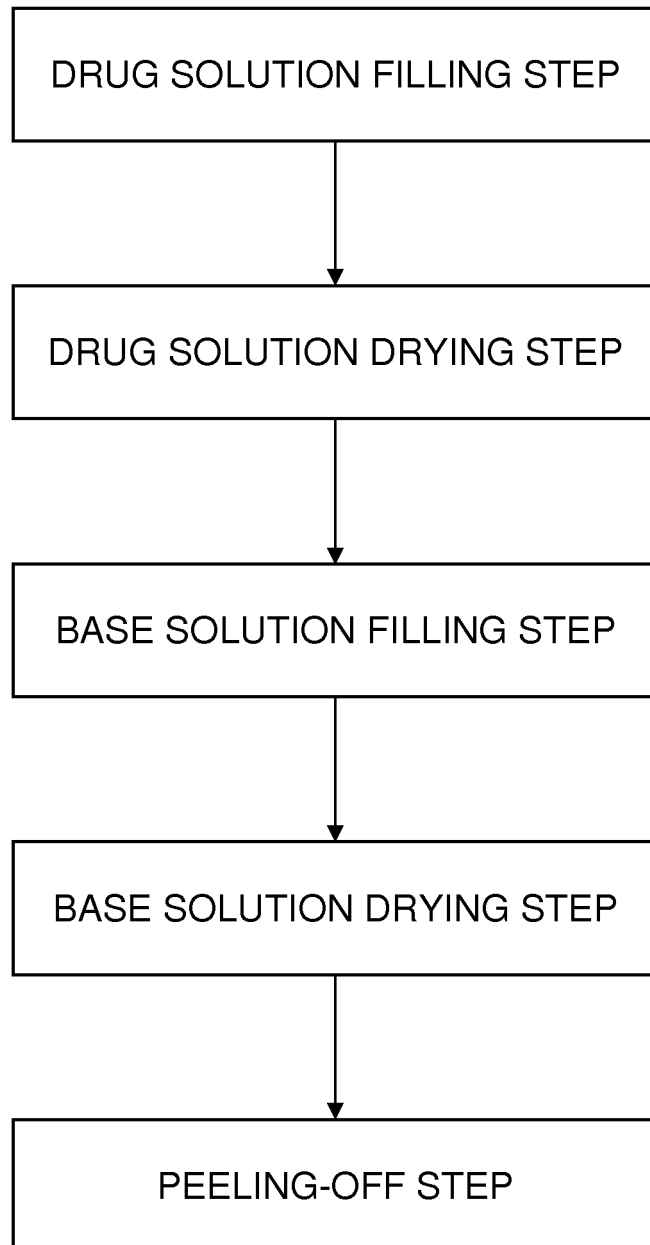 DRUG SOLUTION FILLING STEP
DRUG SOLUTION DRYING STEP
BASE SOLUTION FILLING STEP
BASE SOLUTION DRYING STEP
PEELING-OFF STEP